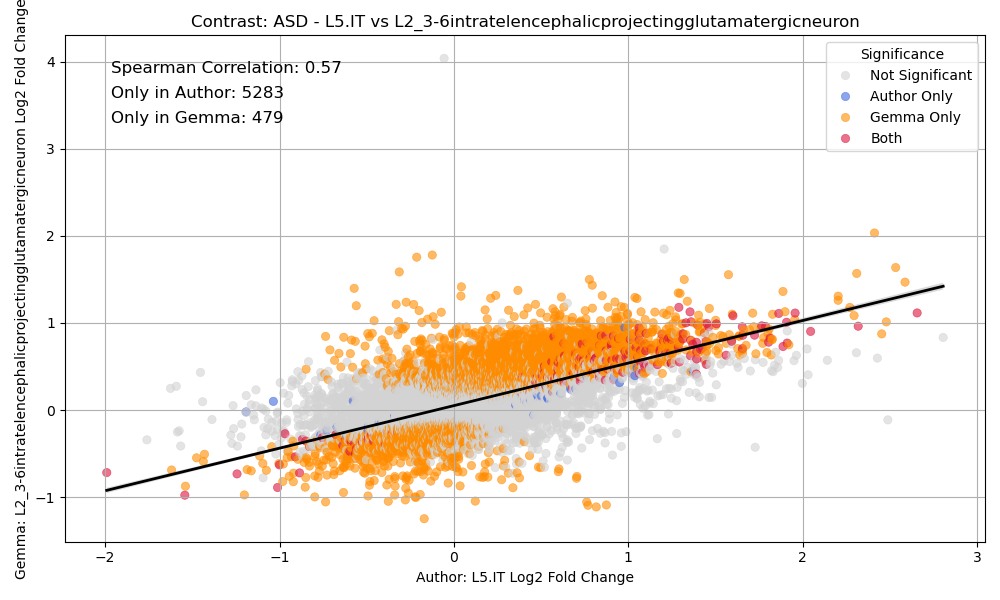 Contrast: ASD - L5.IT vs L2_3-6intratelencephalicprojectingglutamatergicneuron
Gemma: L2_3-6intratelencephalicprojectingglutamatergicneuron Log2 Fold Change
4
3
2
1
0
−1
Spearman Correlation: 0.57
Only in Author: 5283
Only in Gemma: 479
Significance
Not Significant
Author Only
Gemma Only
Both
−2
−1
0
1
2
3
Author: L5.IT Log2 Fold Change